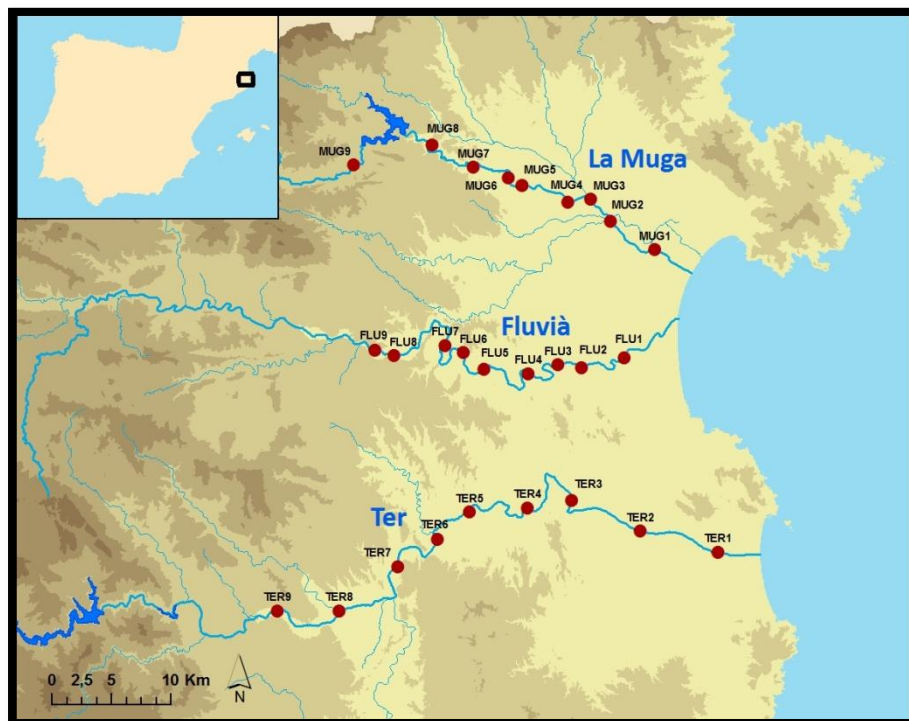 MUG8
MUG9
MUG7
La Muga
MUG5
MUG6
MUG4
MUG3
MUG2
MUG1
Fluvià
FLU7
FLU9
FLU8
FLU6
FLU5
FLU4
FLU3
FLU2
FLU1
Ter
TER5
TER4
TER3
TER6
TER2
TER1
TER7
TER9
TER8
0 2,5 5 10 Km
N